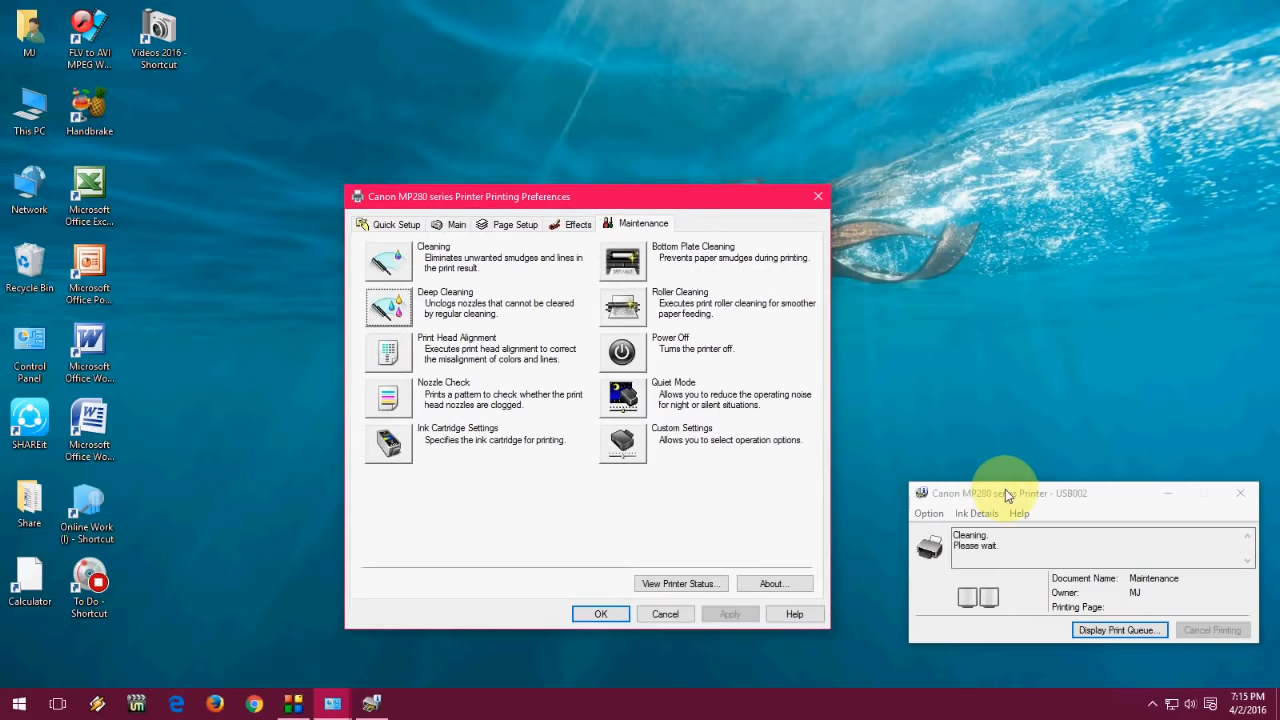 MJ
FLV to AVI
MPEG W...
Videos 2016 -
Shortcut
This PC
Handbrake
Network
Microsoft
Office Exc...
Recycle Bin
Microsoft
Office Po...
Control
Panel
Microsoft
Office Wo...
SHAREit
Microsoft
Office Wo...
Share
Online Work
(I) - Shortcut
Calculator
To Do -
Shortcut
Canon MP280 series Printer Printing Preferences
Quick Setup
Main
Page Setup
Effects
Maintenance
Cleaning
Eliminates unwanted smudges and lines in
the print result.
Deep Cleaning
Unclogs nozzles that cannot be cleared
by regular cleaning.
Print Head Alignment
Executes print head alignment to correct
the misalignment of colors and lines.
Nozzle Check
Prints a pattern to check whether the print
head nozzles are clogged.
Ink Cartridge Settings
Specifies the ink cartridge for printing.
Bottom Plate Cleaning
Prevents paper smudges during printing.
Roller Cleaning
Executes print roller cleaning for smoother
paper feeding.
Power Off
Turns the printer off.
Quiet Mode
Allows you to reduce the operating noise
for night or silent situations.
Custom Settings
Allows you to select operation options.
View Printer Status...
About...
OK
Cancel
Apply
Help
Canon MP280 series Printer - USB002
Option
Ink Details
Help
Cleaning.
Please wait.
Document Name: Maintenance
Owner: MJ
Printing Page:
Display Print Queue...
Cancel Printing
7:15 PM
4/2/2016